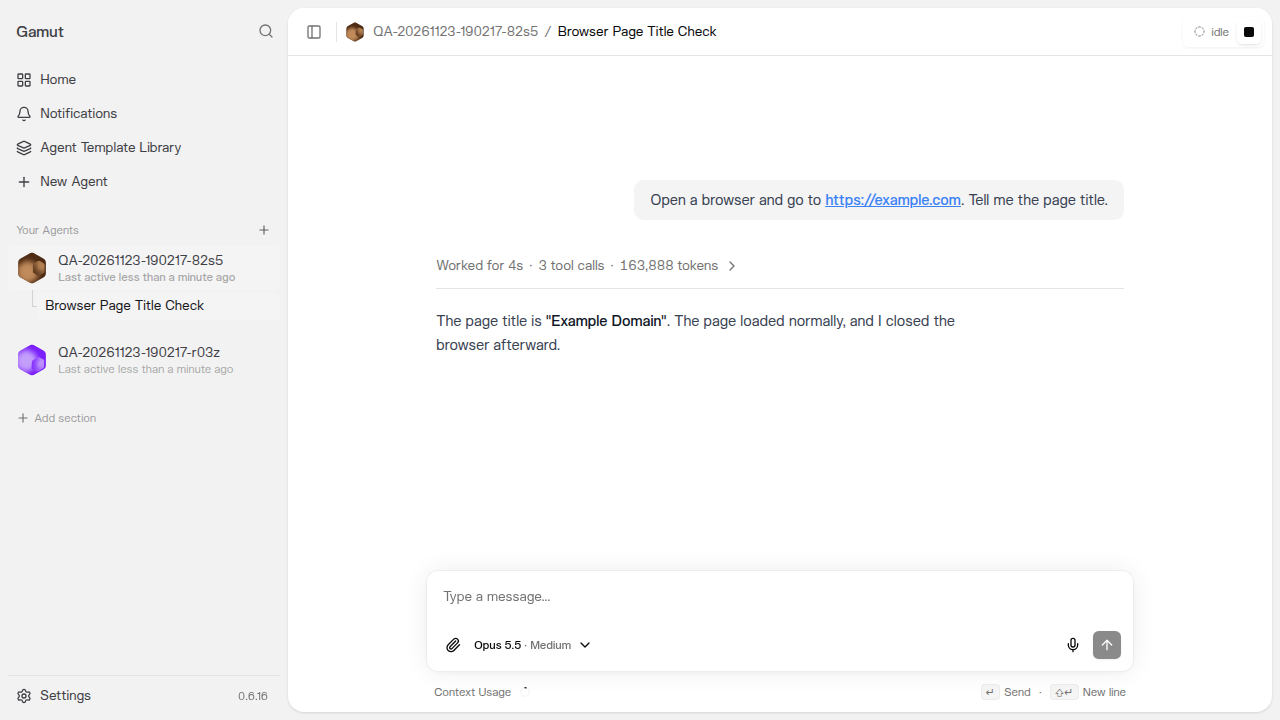 Gamut
Home
Notifications
Agent Template Library
New Agent
Your Agents
QA-20261123-190217-82s5
Last active less than a minute ago
Browser Page Title Check
QA-20261123-190217-r03z
Last active less than a minute ago
Add section
Settings
0.6.16
QA-20261123-190217-82s5 / Browser Page Title Check
idle
Open a browser and go to https://example.com. Tell me the page title.
Worked for 4s · 3 tool calls · 163,888 tokens
The page title is "Example Domain". The page loaded normally, and I closed the
browser afterward.
Type a message...
Opus 5.5 · Medium
Context Usage
Send · New line